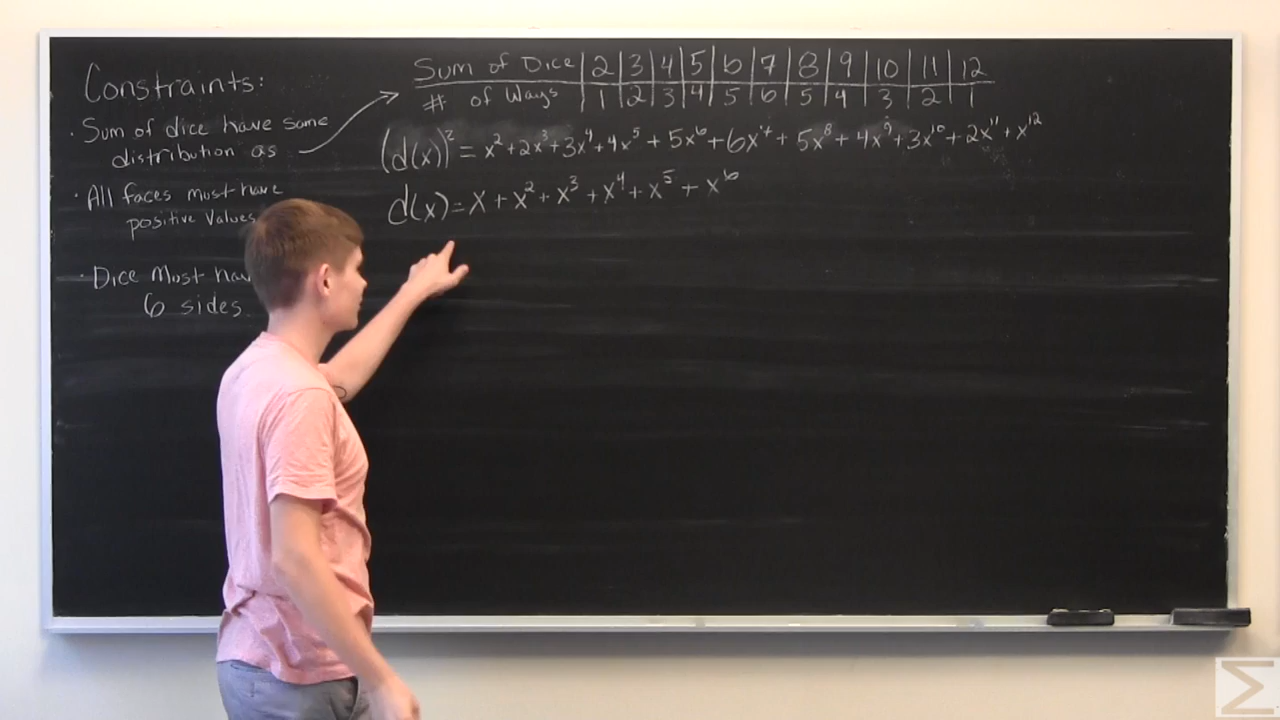 Constraints:
· Sum of dice have same
distribution as
· All faces must have
positive values
· Dice Must have
6 sides.
Sum of Dice | 2 | 3 | 4 | 5 | 6 | 7 | 8 | 9 | 10 | 11 | 12
# of Ways | 1 | 2 | 3 | 4 | 5 | 6 | 5 | 4 | 3 | 2 | 1
(d(x))² = x² + 2x³ + 3x⁴ + 4x⁵ + 5x⁶ + 6x⁷ + 5x⁸ + 4x⁹ + 3x¹⁰ + 2x¹¹ + x¹²
d(x) = x + x² + x³ + x⁴ + x⁵ + x⁶
Σ